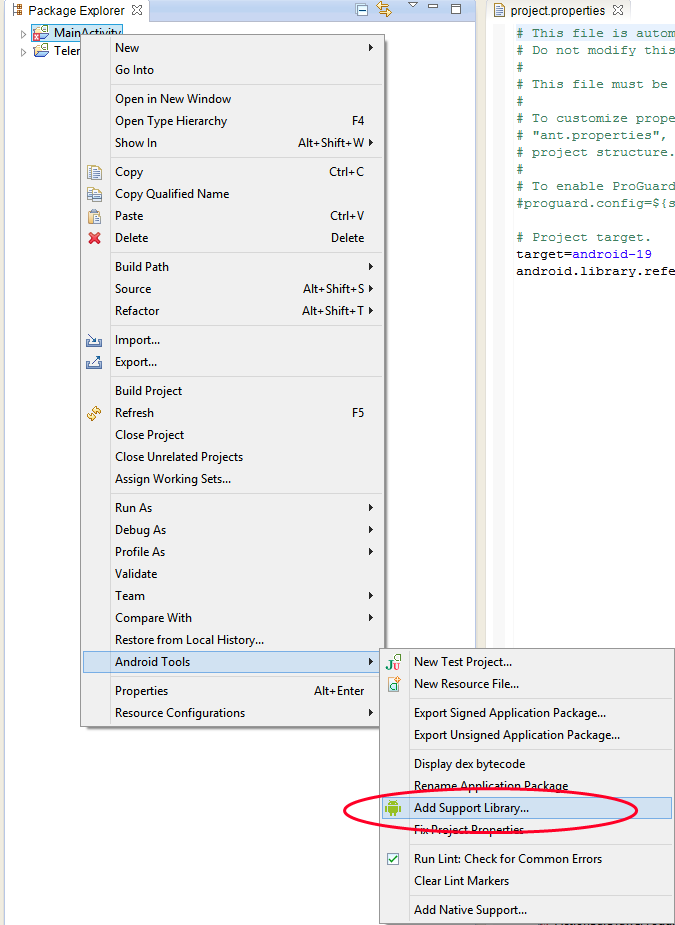 Package Explorer
project.properties
MainActivity
Teler
# This file is autom
# Do not modify this
#
# This file must be
#
# To customize prope
# "ant.properties",
# project structure.
#
# To enable ProGuard
#proguard.config=${s
# Project target.
target=android-19
android.library.refe
New
Go Into
Open in New Window
Open Type Hierarchy F4
Show In Alt+Shift+W
Copy Ctrl+C
Copy Qualified Name
Paste Ctrl+V
Delete Delete
Build Path
Source Alt+Shift+S
Refactor Alt+Shift+T
Import...
Export...
Build Project
Refresh F5
Close Project
Close Unrelated Projects
Assign Working Sets...
Run As
Debug As
Profile As
Validate
Team
Compare With
Restore from Local History...
Android Tools
Properties Alt+Enter
Resource Configurations
New Test Project...
New Resource File...
Export Signed Application Package...
Export Unsigned Application Package...
Display dex bytecode
Rename Application Package
Add Support Library...
Fix Project Properties
Run Lint: Check for Common Errors
Clear Lint Markers
Add Native Support...